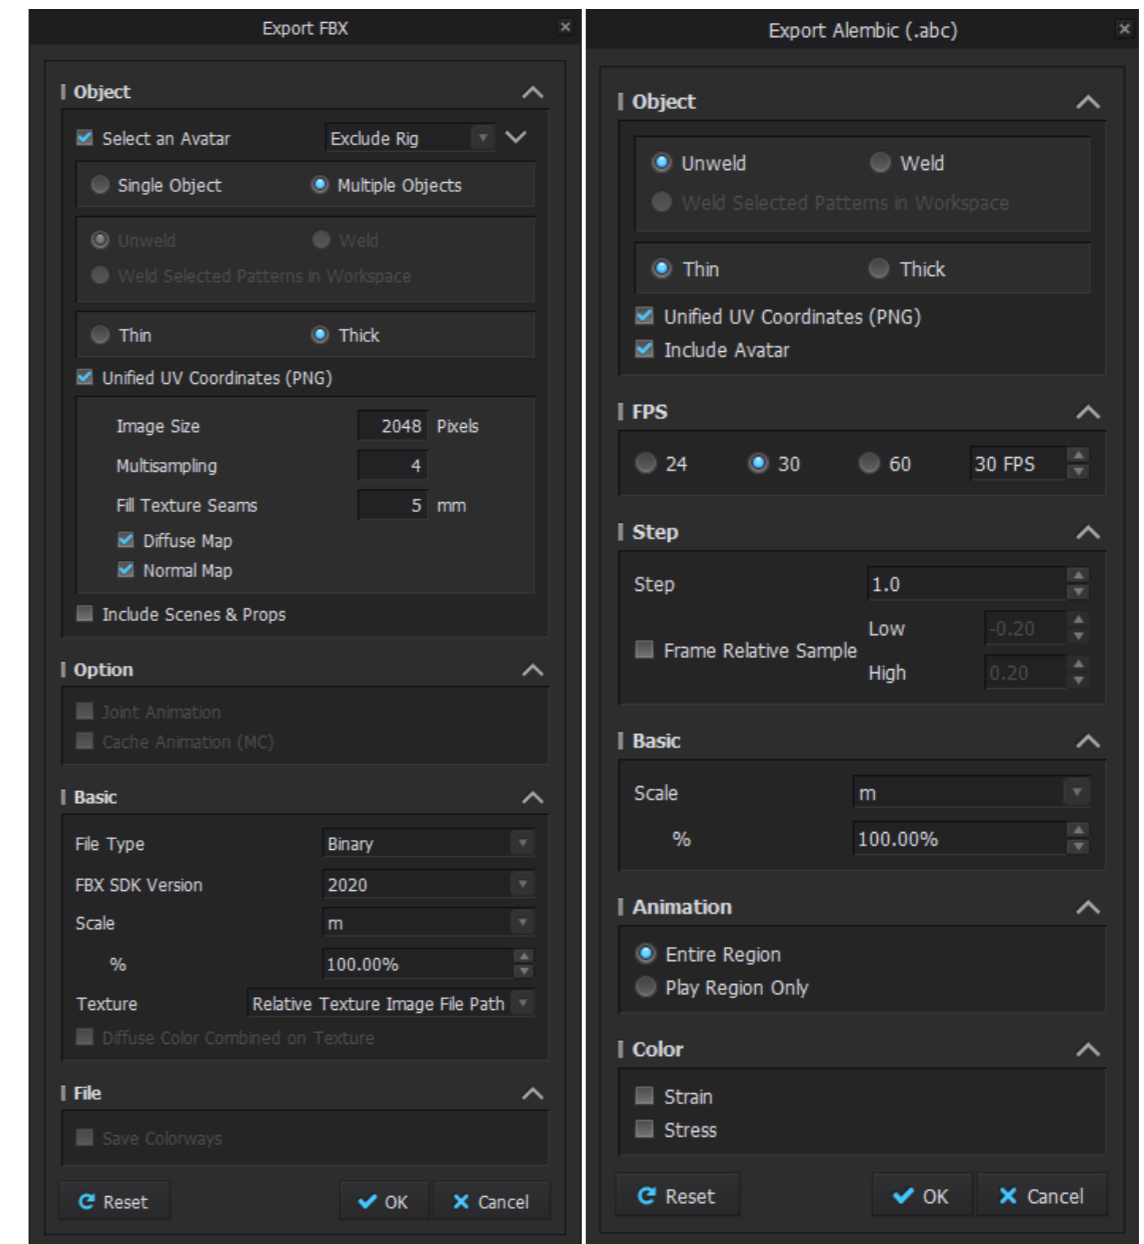 Export FBX
Object
Select an Avatar Exclude Rig
Single Object Multiple Objects
Unweld Weld
Weld Selected Patterns in Workspace
Thin Thick
Unified UV Coordinates (PNG)
Image Size 2048 Pixels
Multisampling 4
Fill Texture Seams 5 mm
Diffuse Map
Normal Map
Include Scenes & Props
Option
Joint Animation
Cache Animation (MC)
Basic
File Type Binary
FBX SDK Version 2020
Scale m
% 100.00%
Texture Relative Texture Image File Path
Diffuse Color Combined on Texture
File
Save Colorways
Reset OK Cancel
Export Alembic (.abc)
Object
Unweld Weld
Weld Selected Patterns in Workspace
Thin Thick
Unified UV Coordinates (PNG)
Include Avatar
FPS
24 30 60 30 FPS
Step
Step 1.0
Low -0.20
Frame Relative Sample
High 0.20
Basic
Scale m
% 100.00%
Animation
Entire Region
Play Region Only
Color
Strain
Stress
Reset OK Cancel